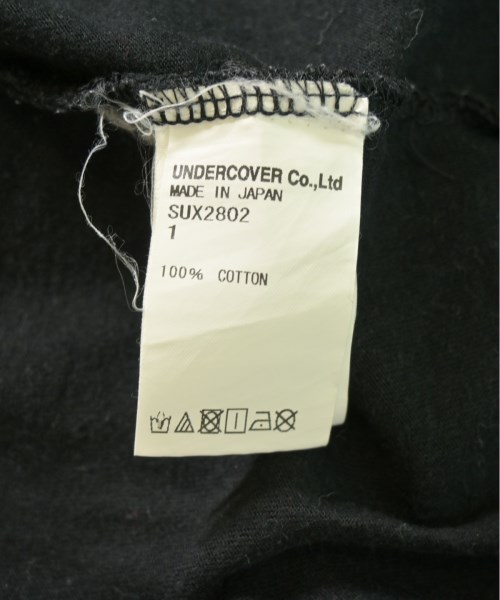 UNDERCOVER Co.,Ltd
MADE IN JAPAN
SUX2802
1
100% COTTON